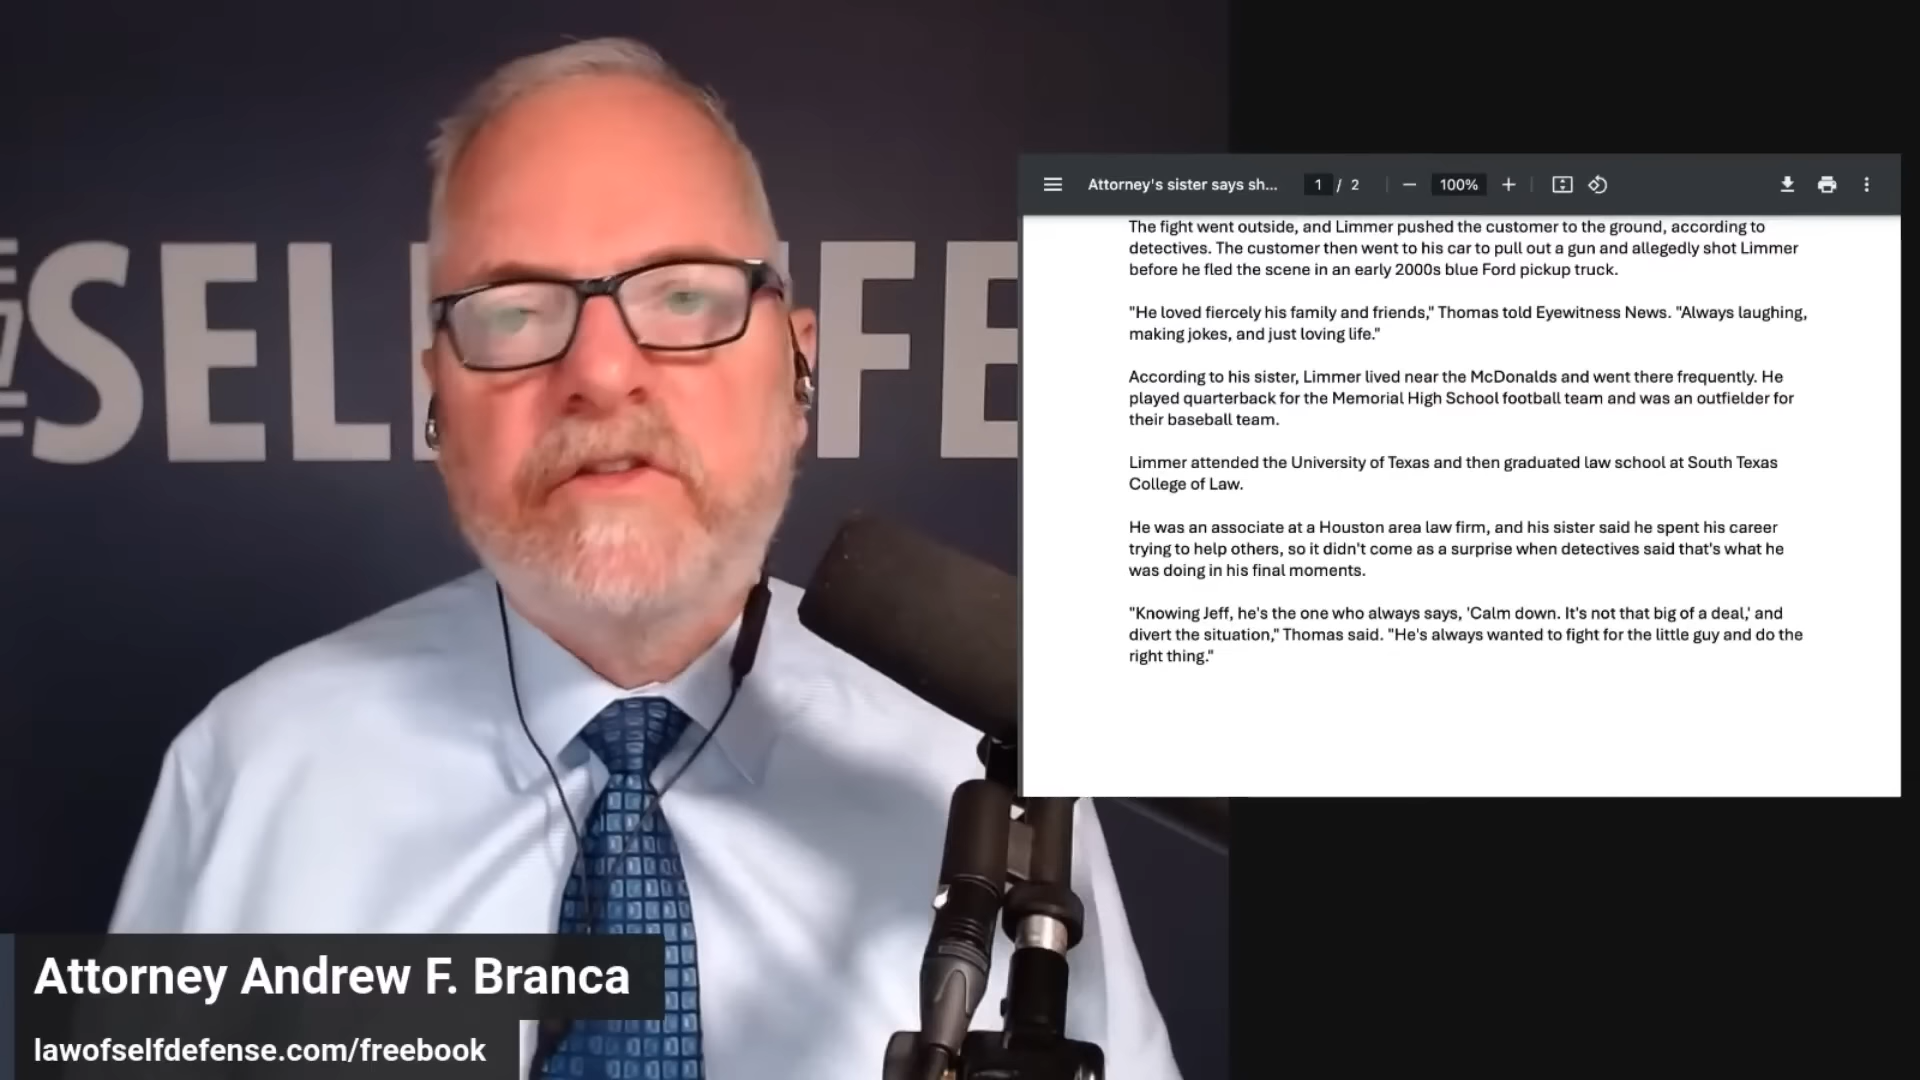 SEL
FE
Attorney's sister says sh... 1 / 2 100%
The fight went outside, and Limmer pushed the customer to the ground, according to
detectives. The customer then went to his car to pull out a gun and allegedly shot Limmer
before he fled the scene in an early 2000s blue Ford pickup truck.
"He loved fiercely his family and friends," Thomas told Eyewitness News. "Always laughing,
making jokes, and just loving life."
According to his sister, Limmer lived near the McDonalds and went there frequently. He
played quarterback for the Memorial High School football team and was an outfielder for
their baseball team.
Limmer attended the University of Texas and then graduated law school at South Texas
College of Law.
He was an associate at a Houston area law firm, and his sister said he spent his career
trying to help others, so it didn't come as a surprise when detectives said that's what he
was doing in his final moments.
"Knowing Jeff, he's the one who always says, 'Calm down. It's not that big of a deal,' and
divert the situation," Thomas said. "He's always wanted to fight for the little guy and do the
right thing."
Attorney Andrew F. Branca
lawofselfdefense.com/freebook